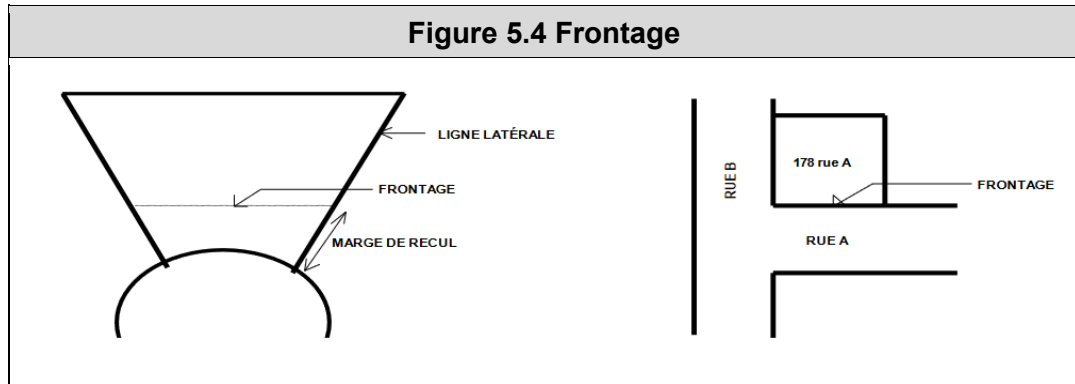 Figure 5.4 Frontage
LIGNE LATÉRALE
FRONTAGE
MARGE DE RECUL
178 rue A
RUE B
FRONTAGE
RUE A